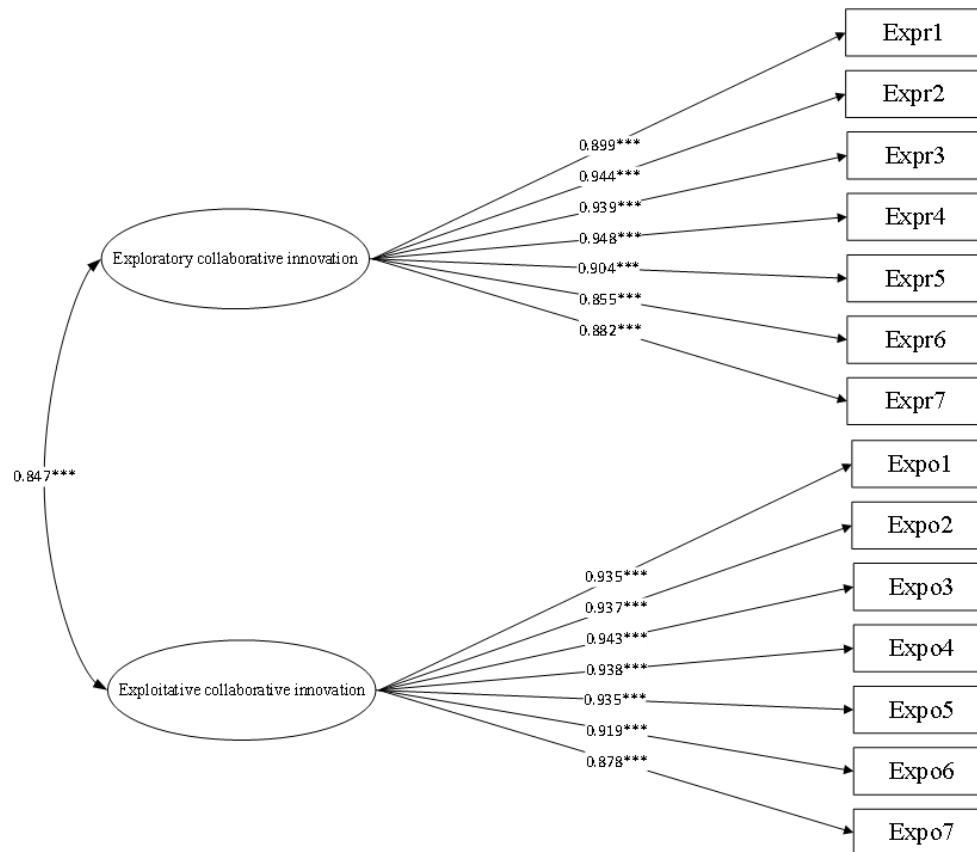 Expr1
Expr2
0.899***
Expr3
0.944***
0.939***
Expr4
0.948***
Exploratory collaborative innovation
0.904***
Expr5
0.855***
0.882***
Expr6
Expr7
0.847***
Expo1
Expo2
0.935***
Expo3
0.937***
0.943***
Expo4
0.938***
Exploitative collaborative innovation
0.935***
Expo5
0.919***
0.878***
Expo6
Expo7